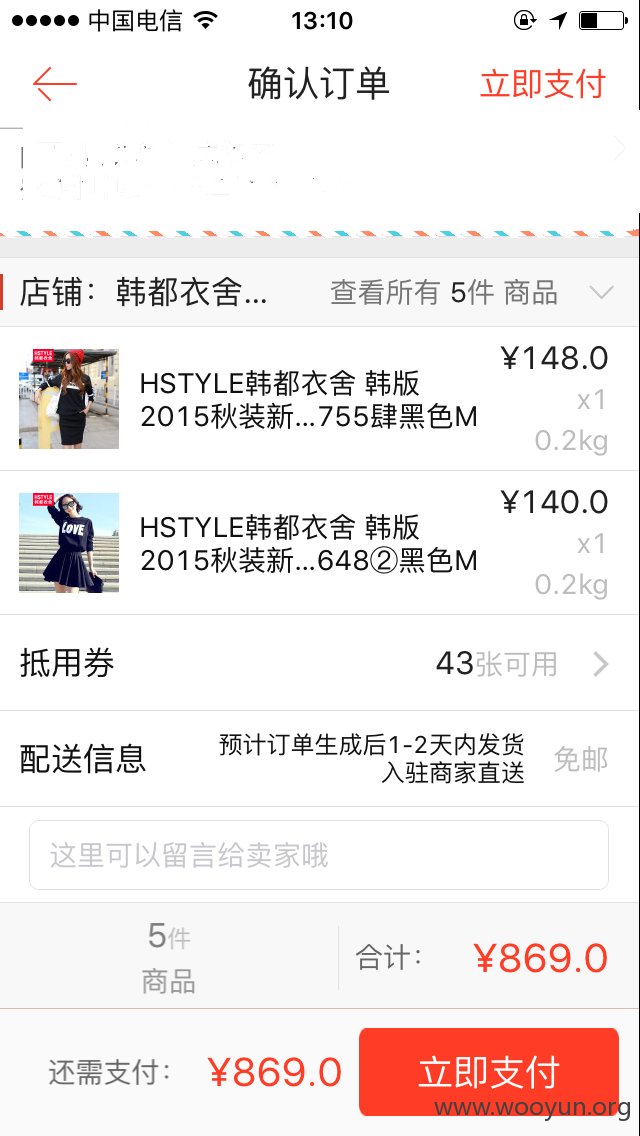 中国电信 13:10
确认订单 立即支付
店铺：韩都衣舍... 查看所有 5件 商品
HSTYLE
韩都衣舍
HSTYLE韩都衣舍 韩版
2015秋装新...755肆黑色M
¥148.0
x1
0.2kg
HSTYLE
韩都衣舍
LOVE
HSTYLE韩都衣舍 韩版
2015秋装新...648②黑色M
¥140.0
x1
0.2kg
抵用券 43张可用
配送信息
预计订单生成后1-2天内发货
入驻商家直送
免邮
这里可以留言给卖家哦
5件
商品
合计： ¥869.0
还需支付： ¥869.0 立即支付
www.wooyun.org